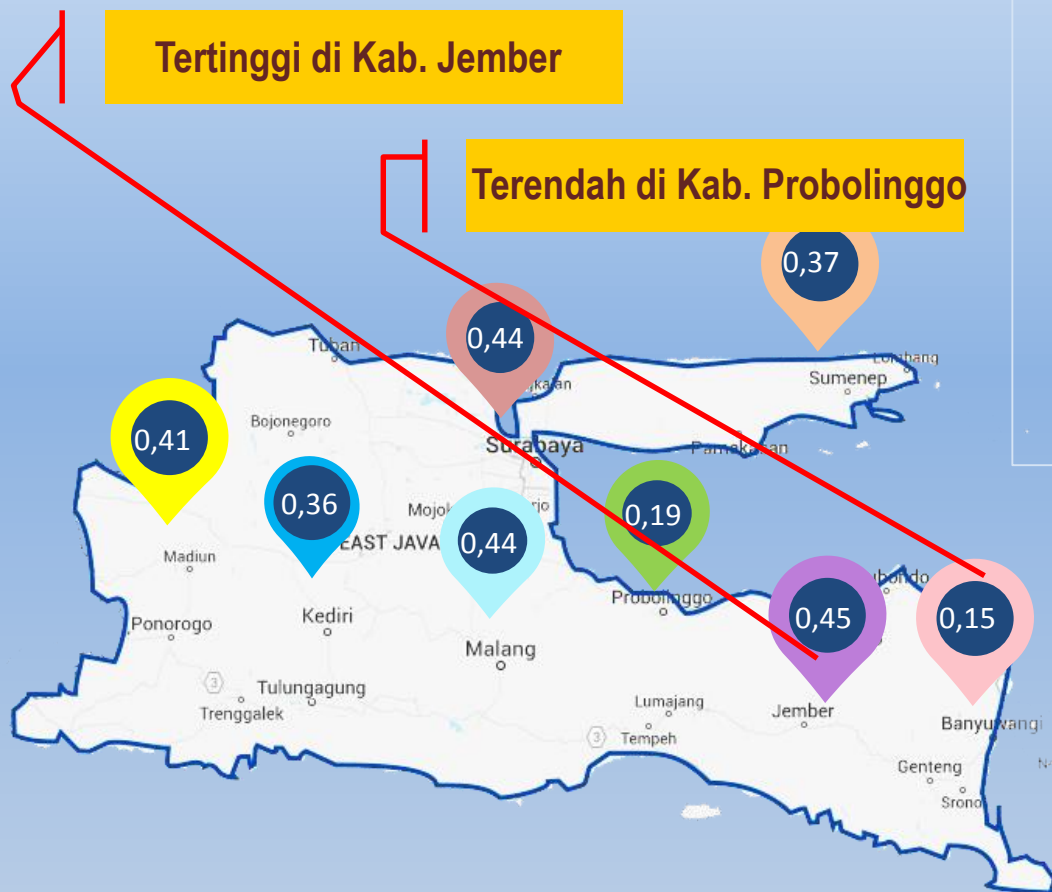 Tertinggi di Kab. Jember
Terendah di Kab. Probolinggo
0,37
0,44
Tuban
Sumenep
0,41
Bojonegoro
Surabaya
Pamekasan
0,36
0,44
0,19
EAST JAVA
Madiun
Probolinggo
0,45
0,15
Ponorogo
Kediri
Malang
3
Tulungagung
Trenggalek
Lumajang
Jember
Banyuwangi
3
Tempeh
Genteng
Srono